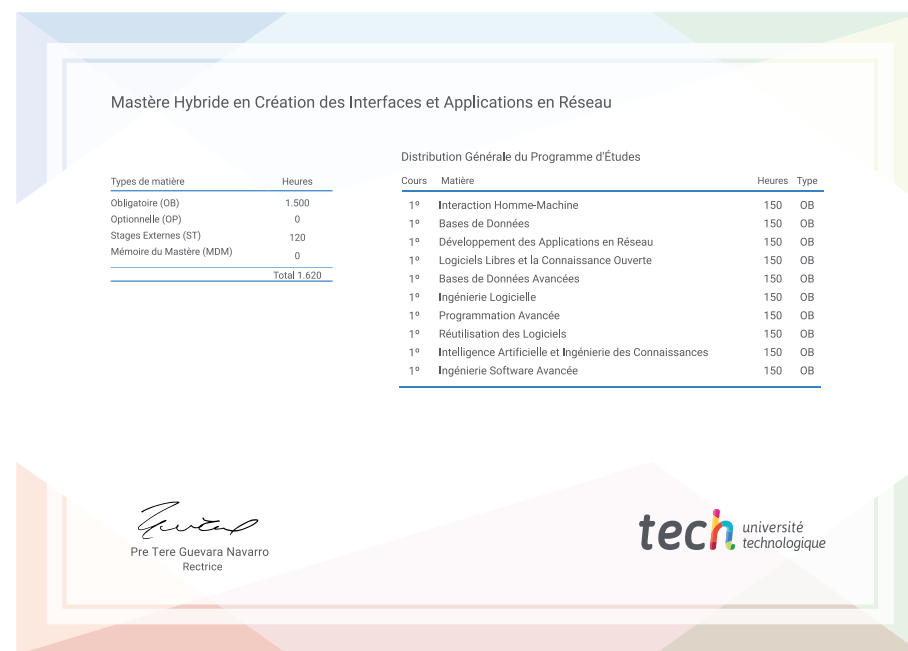 Mastère Hybride en Création des Interfaces et Applications en Réseau
Types de matière Heures
Obligatoire (OB) 1.500
Optionnelle (OP) 0
Stages Externes (ST) 120
Mémoire du Mastère (MDM) 0
Total 1.620
Distribution Générale du Programme d'Études
Cours Matière Heures Type
1º Interaction Homme-Machine 150 OB
1º Bases de Données 150 OB
1º Développement des Applications en Réseau 150 OB
1º Logiciels Libres et la Connaissance Ouverte 150 OB
1º Bases de Données Avancées 150 OB
1º Ingénierie Logicielle 150 OB
1º Programmation Avancée 150 OB
1º Réutilisation des Logiciels 150 OB
1º Intelligence Artificielle et Ingénierie des Connaissances 150 OB
1º Ingénierie Software Avancée 150 OB
Pre Tere Guevara Navarro
Rectrice
tech université
technologique